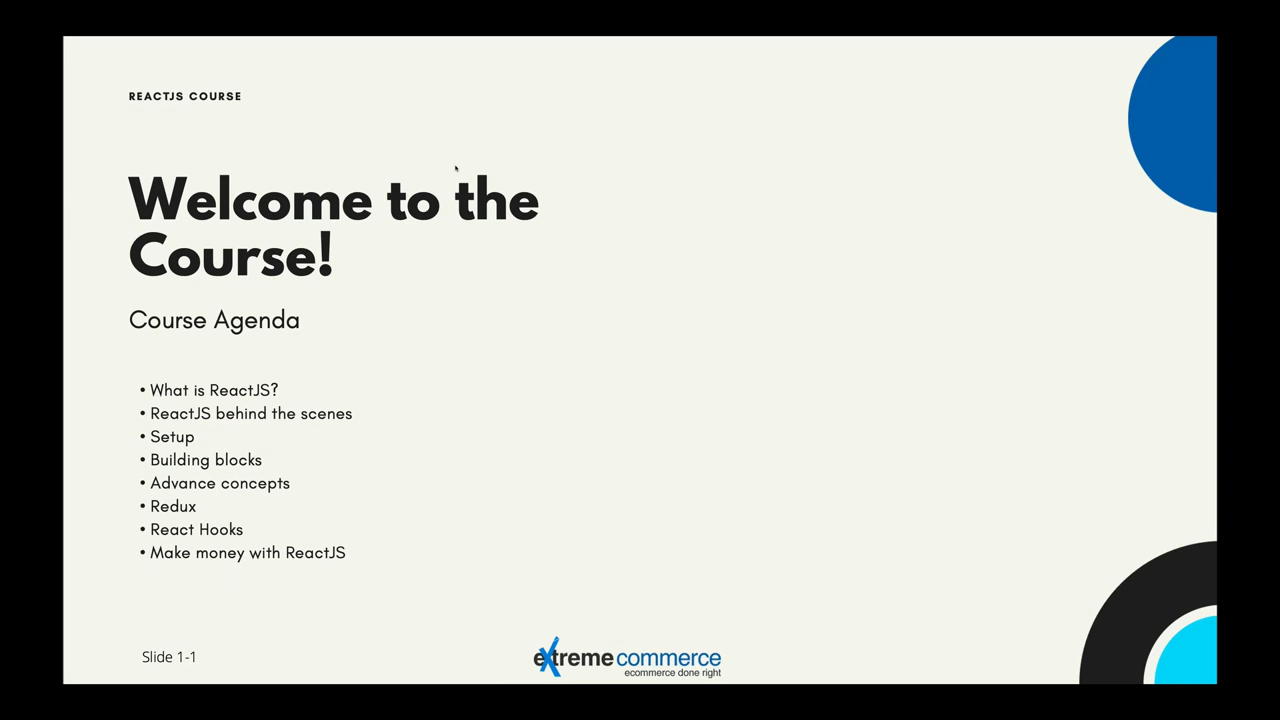 REACTJS COURSE
Welcome to the
Course!
Course Agenda
• What is ReactJS?
• ReactJS behind the scenes
• Setup
• Building blocks
• Advance concepts
• Redux
• React Hooks
• Make money with ReactJS
Slide 1-1
extreme commerce
ecommerce done right